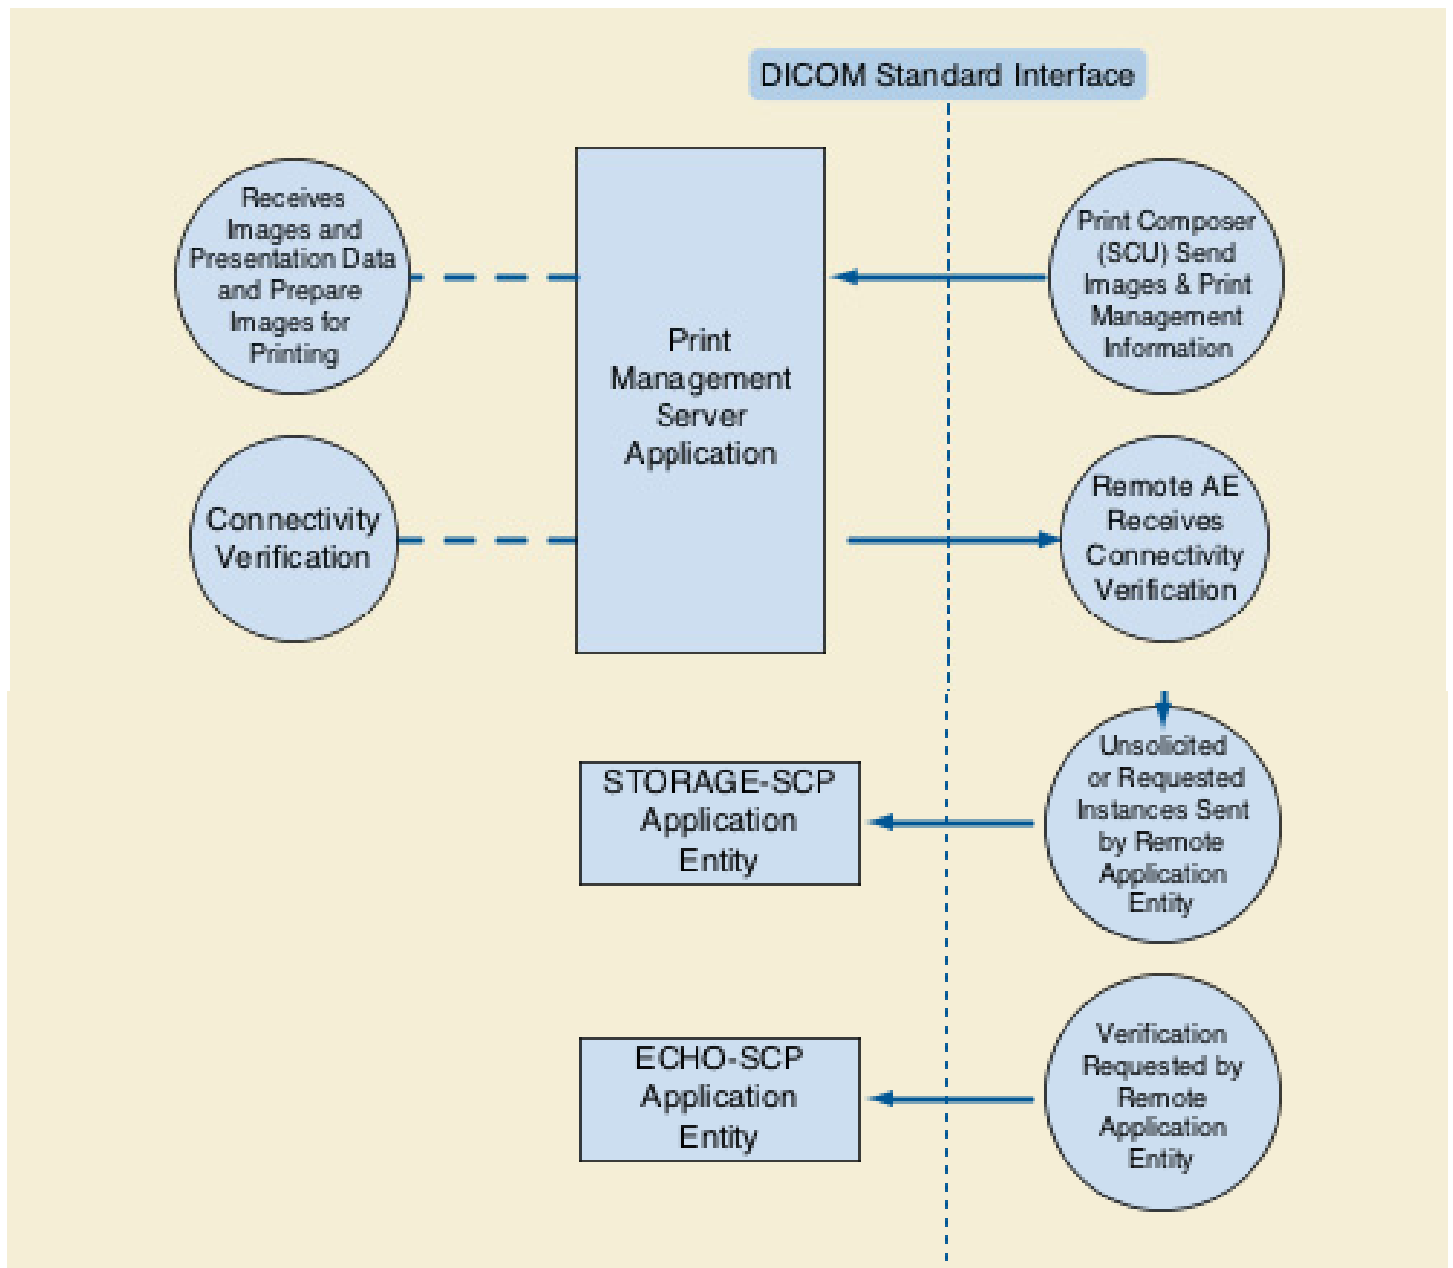 DICOM Standard Interface
Receives
Images and
Presentation Data
and Prepare
Images for
Printing
Print
Management
Server
Application
Print Composer
(SCU) Send
Images & Print
Management
Information
Connectivity
Verification
Remote AE
Receives
Connectivity
Verification
STORAGE-SCP
Application
Entity
Unsolicited
or Requested
Instances Sent
by Remote
Application
Entity
ECHO-SCP
Application
Entity
Verification
Requested by
Remote
Application
Entity